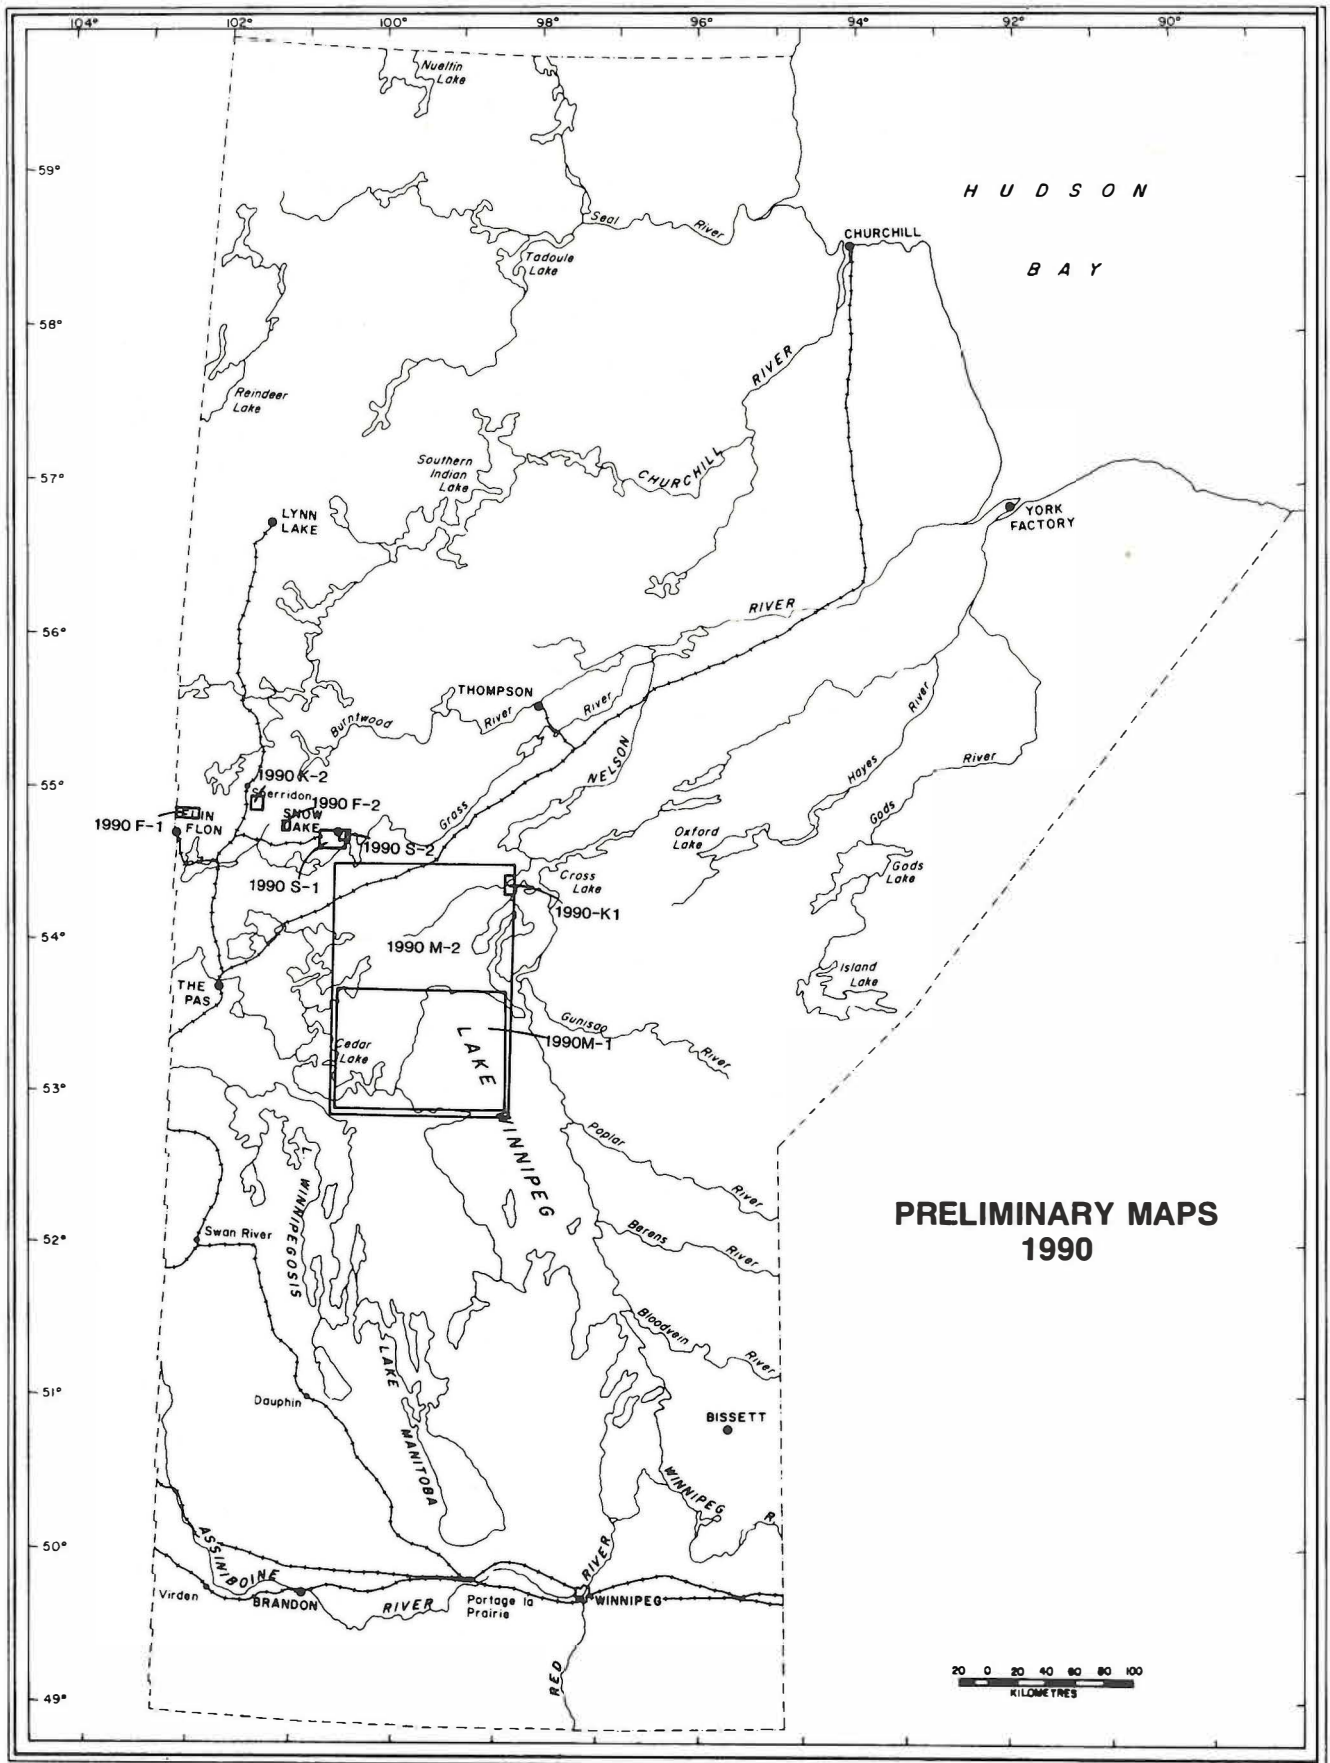 104° 102° 100° 98° 96° 94° 92° 90°
Nueltin
Lake
59°
HUDSON
BAY
Seal River
CHURCHILL
Tadoule
Lake
58°
RIVER
Reindeer
Lake
Southern
Indian
Lake
CHURCHILL
57°
LYNN
LAKE
YORK
FACTORY
RIVER
56°
THOMPSON
Burntwood River
River
River
NELSON
Hayes
River
Gods
55°
1990 K-2
Sherridon
1990 F-2
SNOW
LAKE
FLIN
FLON
1990 F-1
Grass
1990 S-2
1990 S-1
Oxford
Lake
Gods
Lake
Cross
Lake
1990-K1
54°
1990 M-2
Island
Lake
THE
PAS
Gunisao
River
1990M-1
Cedar
Lake
LAKE
WINNIPEG
53°
Poplar
River
L. WINNIPEGOSIS
PRELIMINARY MAPS
1990
52°
Swan River
Berens
River
Bloodvein
River
LAKE
MANITOBA
51°
Dauphin
BISSETT
WINNIPEG
R.
50°
ASSINIBOINE
RIVER
RIVER
Virden
BRANDON
Portage la
Prairie
WINNIPEG
RED
49°
20 0 20 40 60 80 100
KILOMETRES